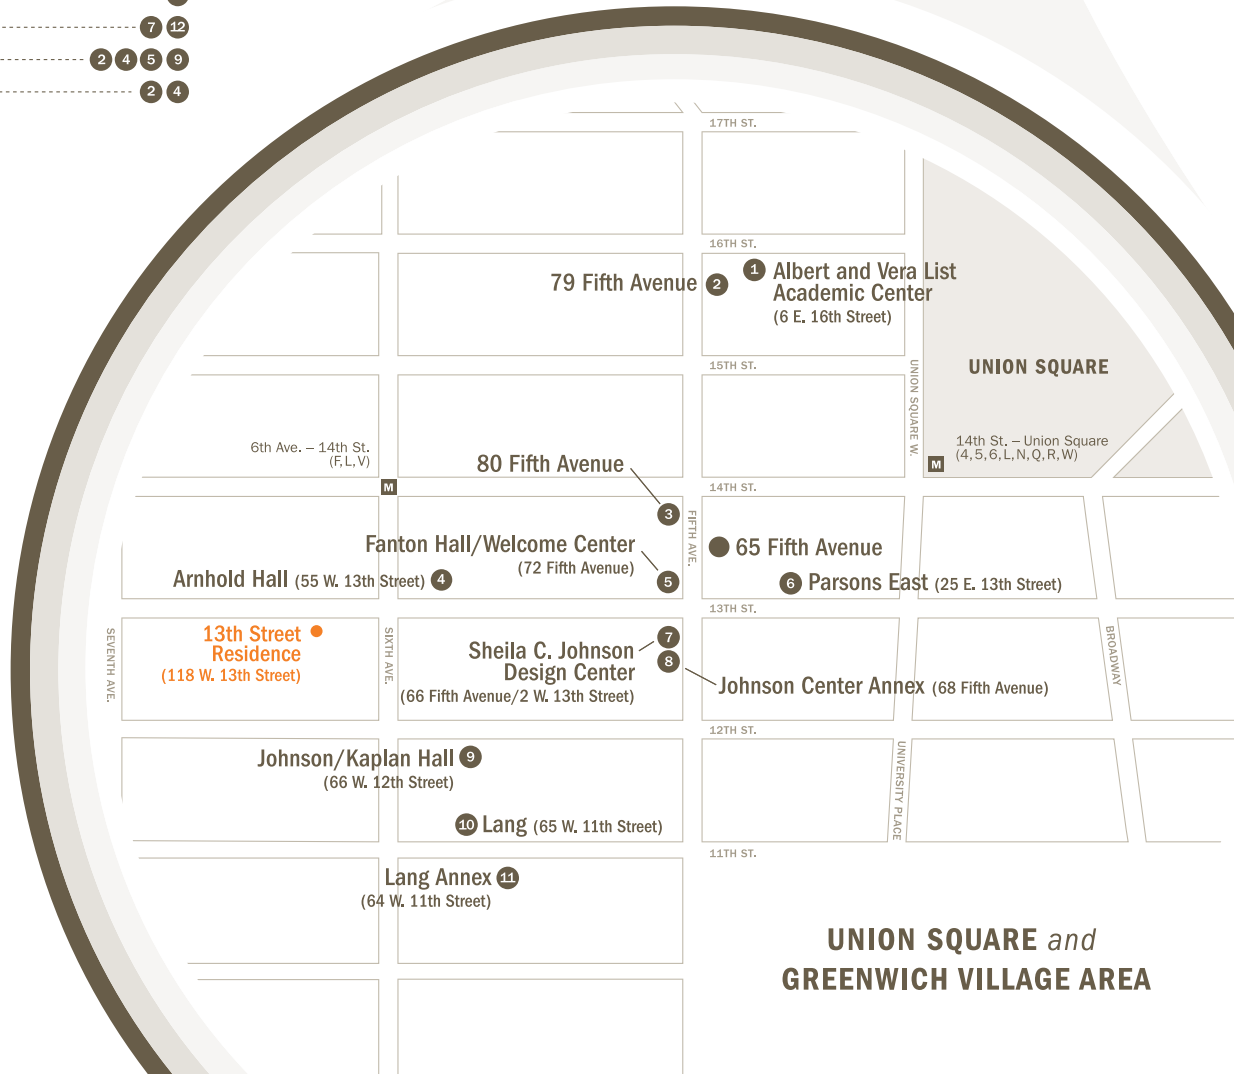 7 12
2 4 5 9
2 4
17TH ST.
16TH ST.
79 Fifth Avenue 2
1 Albert and Vera List
Academic Center
(6 E. 16th Street)
15TH ST.
UNION SQUARE W.
UNION SQUARE
6th Ave. – 14th St.
(F,L,V)
M
14th St. – Union Square
(4,5,6,L,N,Q,R,W)
M
80 Fifth Avenue
3
14TH ST.
FIFTH AVE.
Fanton Hall/Welcome Center
(72 Fifth Avenue)
5
65 Fifth Avenue
Arnhold Hall (55 W. 13th Street) 4
6 Parsons East (25 E. 13th Street)
13TH ST.
SEVENTH AVE.
13th Street
Residence
(118 W. 13th Street)
SIXTH AVE.
Sheila C. Johnson
Design Center
(66 Fifth Avenue/2 W. 13th Street)
7
8
Johnson Center Annex (68 Fifth Avenue)
BROADWAY
12TH ST.
Johnson/Kaplan Hall 9
(66 W. 12th Street)
UNIVERSITY PLACE
10 Lang (65 W. 11th Street)
11TH ST.
Lang Annex 11
(64 W. 11th Street)
UNION SQUARE and
GREENWICH VILLAGE AREA